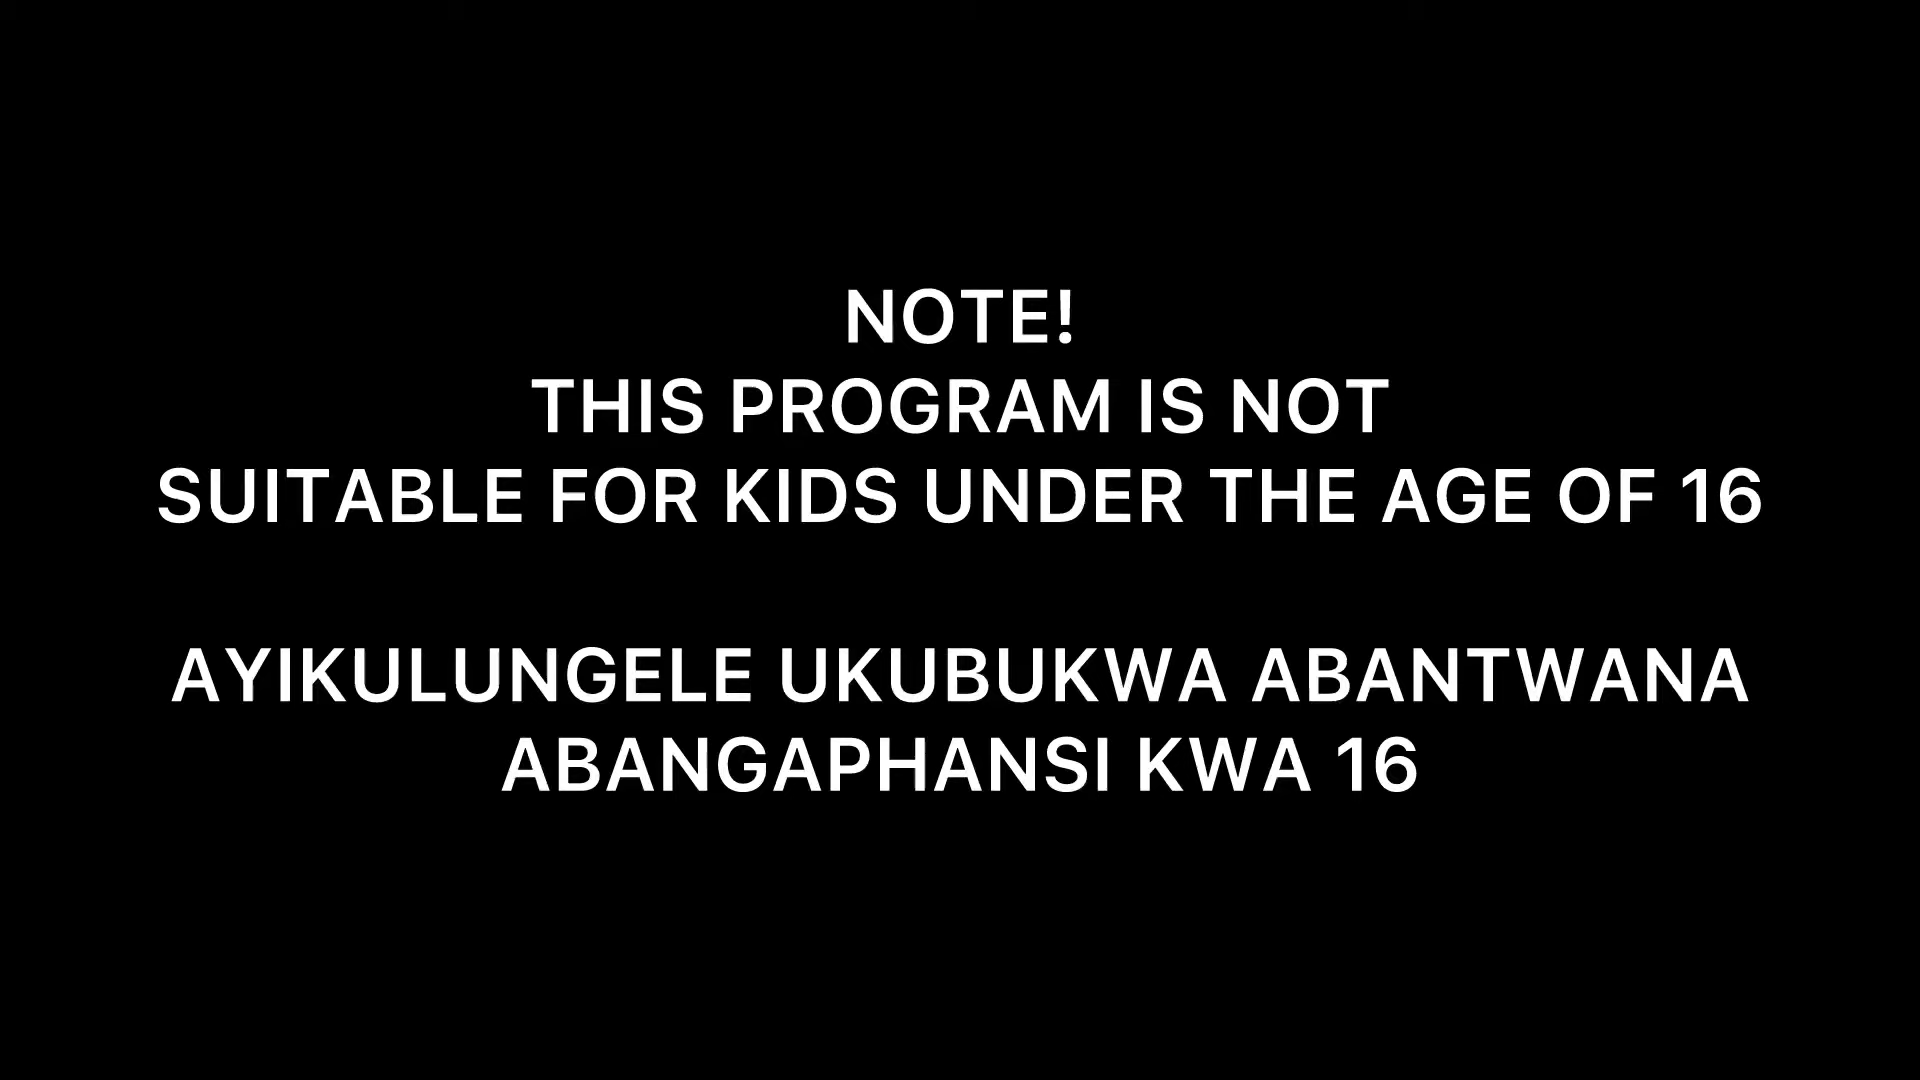 NOTE!
THIS PROGRAM IS NOT
SUITABLE FOR KIDS UNDER THE AGE OF 16
AYIKULUNGELE UKUBUKWA ABANTWANA
ABANGAPHANSI KWA 16